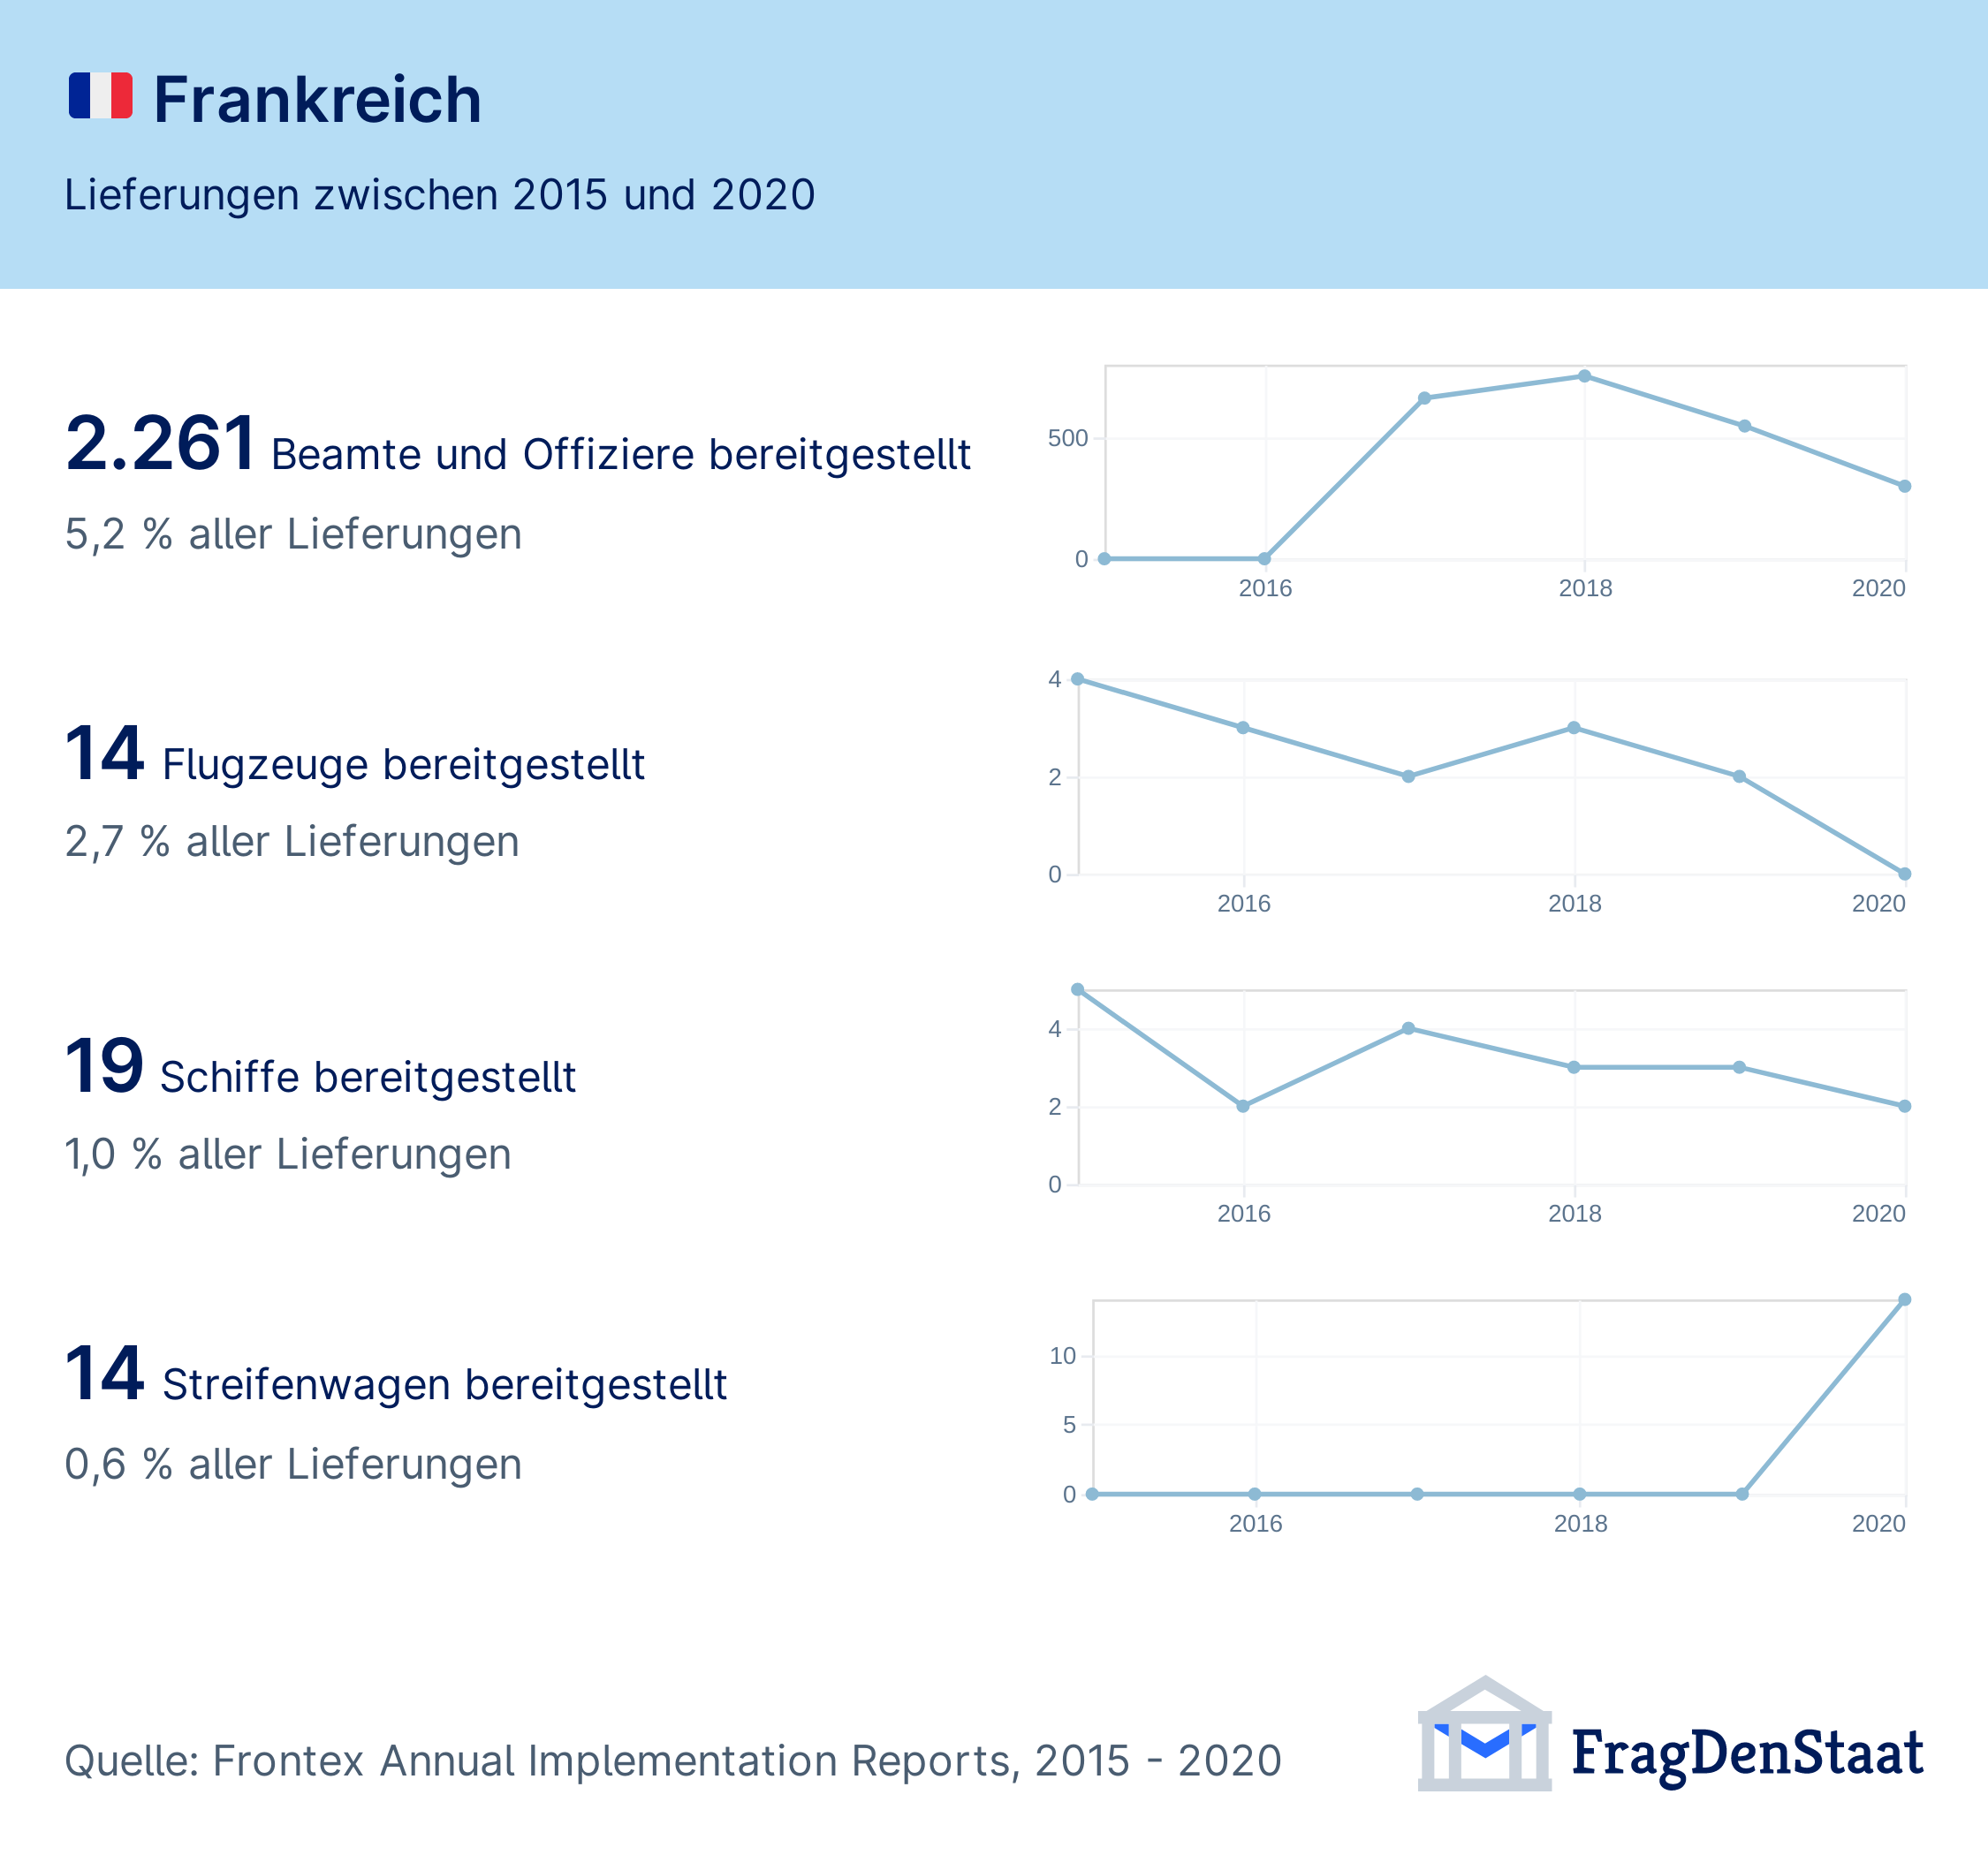 Frankreich
Lieferungen zwischen 2015 und 2020
2.261 Beamte und Offiziere bereitgestellt
5,2 % aller Lieferungen
500
0
2016 2018 2020
14 Flugzeuge bereitgestellt
2,7 % aller Lieferungen
4
2
0
2016 2018 2020
19 Schiffe bereitgestellt
1,0 % aller Lieferungen
4
2
0
2016 2018 2020
14 Streifenwagen bereitgestellt
0,6 % aller Lieferungen
10
5
0
2016 2018 2020
Quelle: Frontex Annual Implementation Reports, 2015 - 2020
FragDenStaat